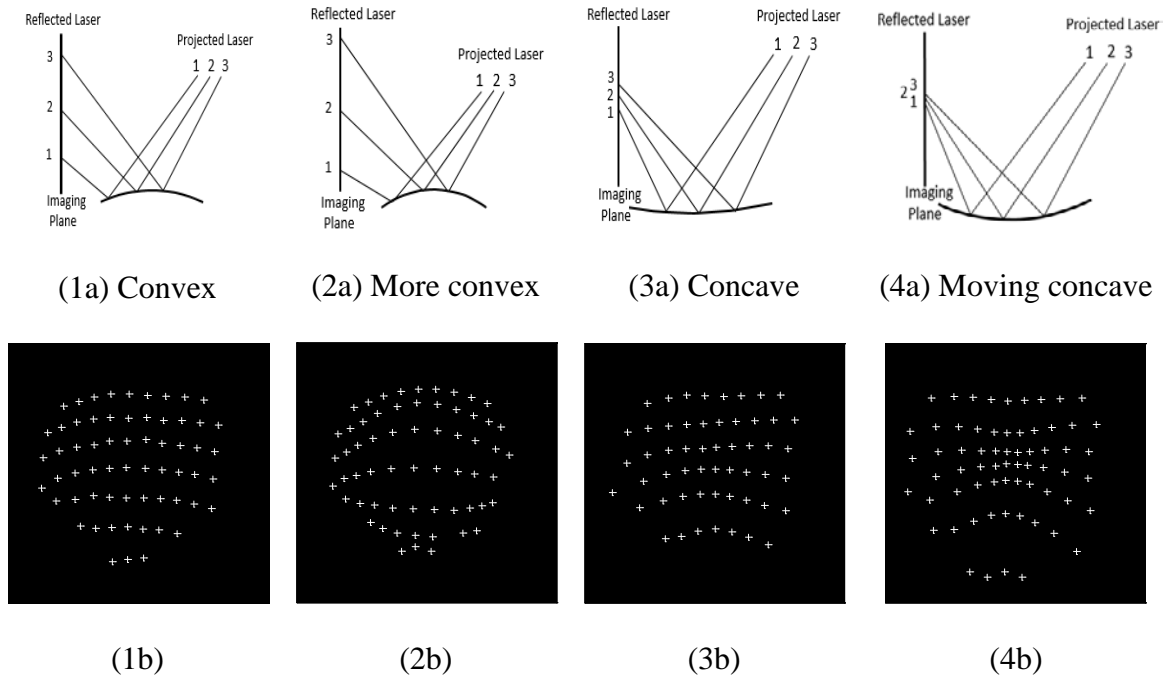 Reflected Laser
Projected Laser
1 2 3
3
2
1
Imaging
Plane
(1a) Convex
Reflected Laser
Projected Laser
1 2 3
3
2
1
Imaging
Plane
(2a) More convex
Reflected Laser
Projected Laser
1 2 3
3
2
1
Imaging
Plane
(3a) Concave
Reflected Laser
Projected Laser
1 2 3
3
2
1
Imaging
Plane
(4a) Moving concave
(1b)
(2b)
(3b)
(4b)